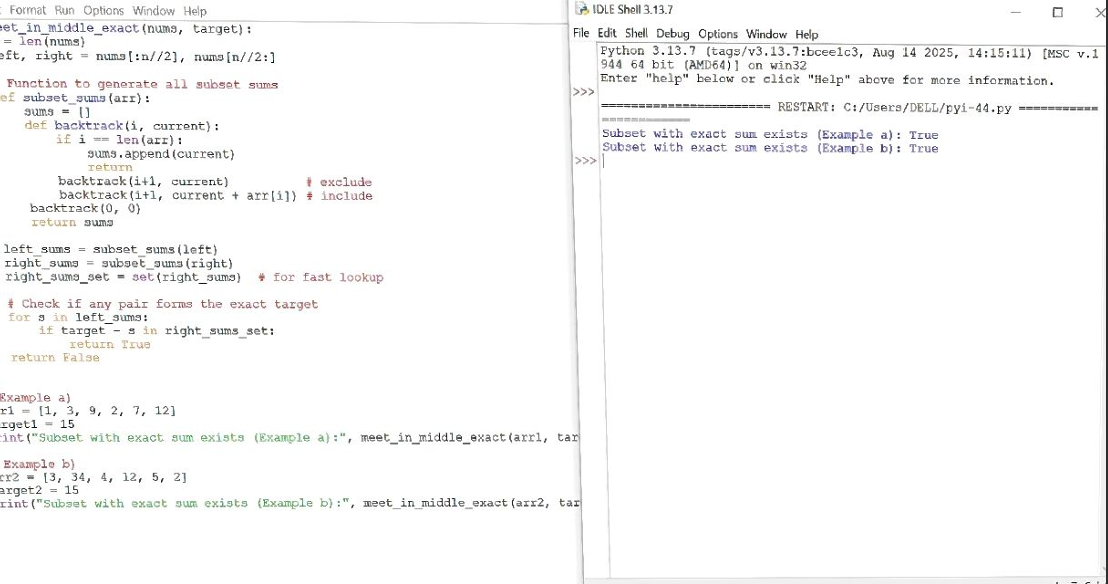 Format Run Options Window Help
et_in_middle_exact(nums, target):
= len(nums)
eft, right = nums[:n//2], nums[n//2:]
Function to generate all subset sums
ef subset_sums(arr):
sums = []
def backtrack(i, current):
if i == len(arr):
sums.append(current)
return
backtrack(i+1, current) # exclude
backtrack(i+1, current + arr[i]) # include
backtrack(0, 0)
return sums
left_sums = subset_sums(left)
right_sums = subset_sums(right)
right_sums_set = set(right_sums) # for fast lookup
# Check if any pair forms the exact target
for s in left_sums:
if target - s in right_sums_set:
return True
return False
Example a)
rr1 = [1, 3, 9, 2, 7, 12]
arget1 = 15
rint("Subset with exact sum exists (Example a):", meet_in_middle_exact(arr1, tar
Example b)
rr2 = [3, 34, 4, 12, 5, 2]
arget2 = 15
rint("Subset with exact sum exists (Example b):", meet_in_middle_exact(arr2, tar
IDLE Shell 3.13.7
File Edit Shell Debug Options Window Help
Python 3.13.7 (tags/v3.13.7:bcee1c3, Aug 14 2025, 14:15:11) [MSC v.1
944 64 bit (AMD64)] on win32
Enter "help" below or click "Help" above for more information.
>>>
======================= RESTART: C:/Users/DELL/pyi-44.py ===========
============
Subset with exact sum exists (Example a): True
Subset with exact sum exists (Example b): True
>>>